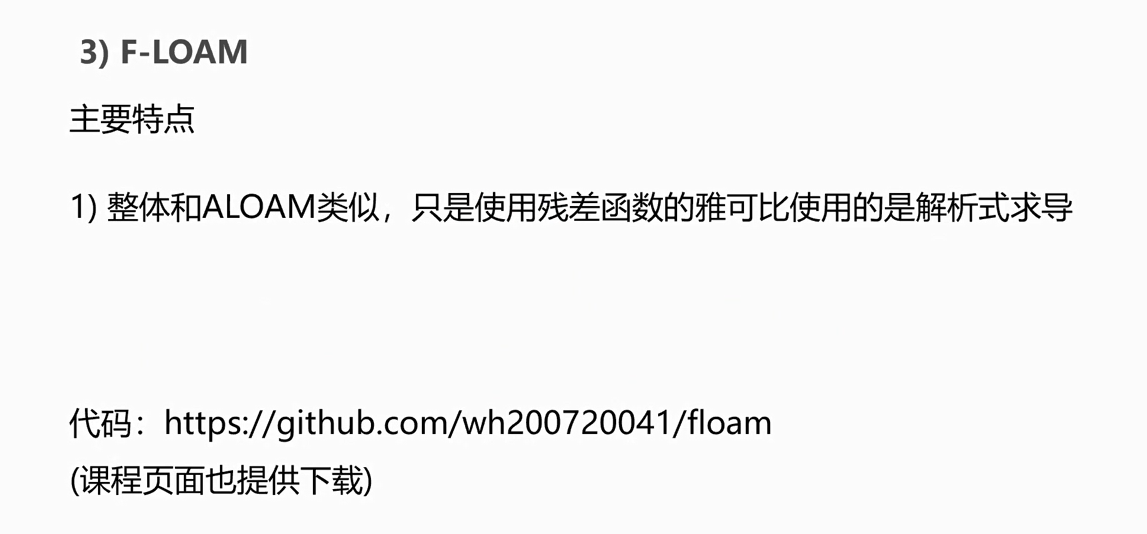 3) F-LOAM
主要特点
1) 整体和ALOAM类似，只是使用残差函数的雅可比使用的是解析式求导
代码：https://github.com/wh200720041/floam
(课程页面也提供下载)